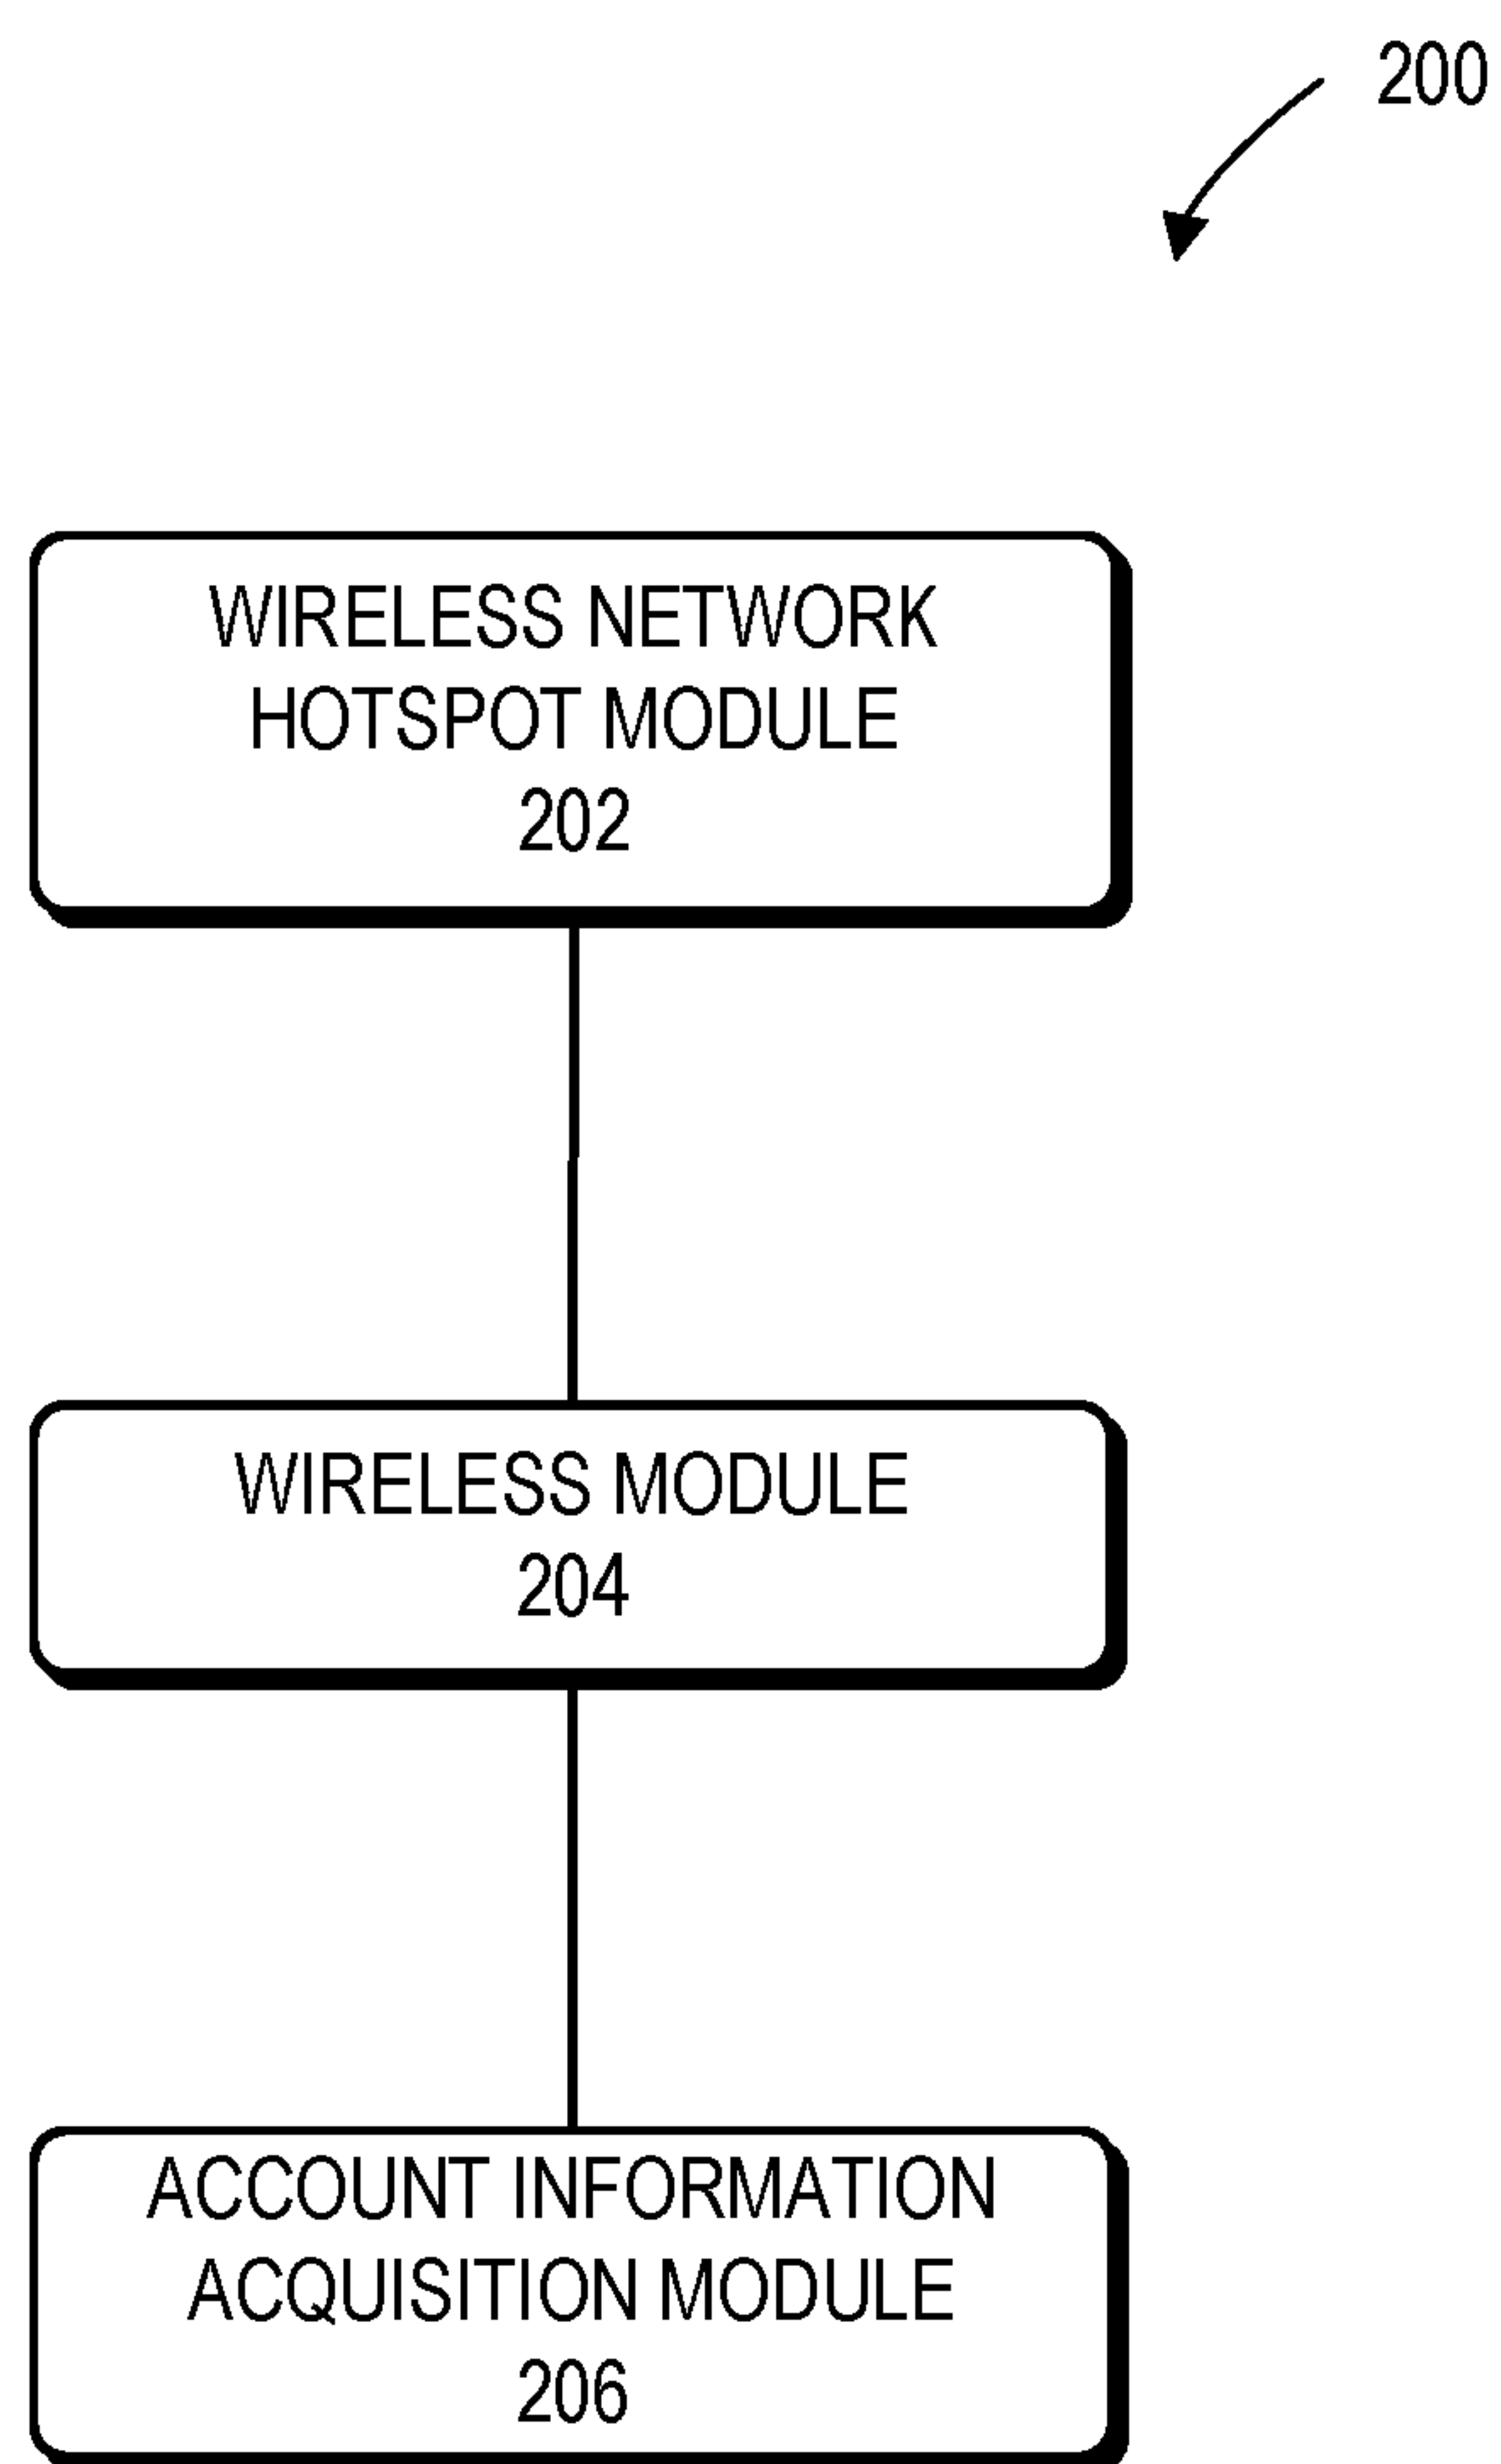 200
WIRELESS NETWORK
HOTSPOT MODULE
202
WIRELESS MODULE
204
ACCOUNT INFORMATION
ACQUISITION MODULE
206